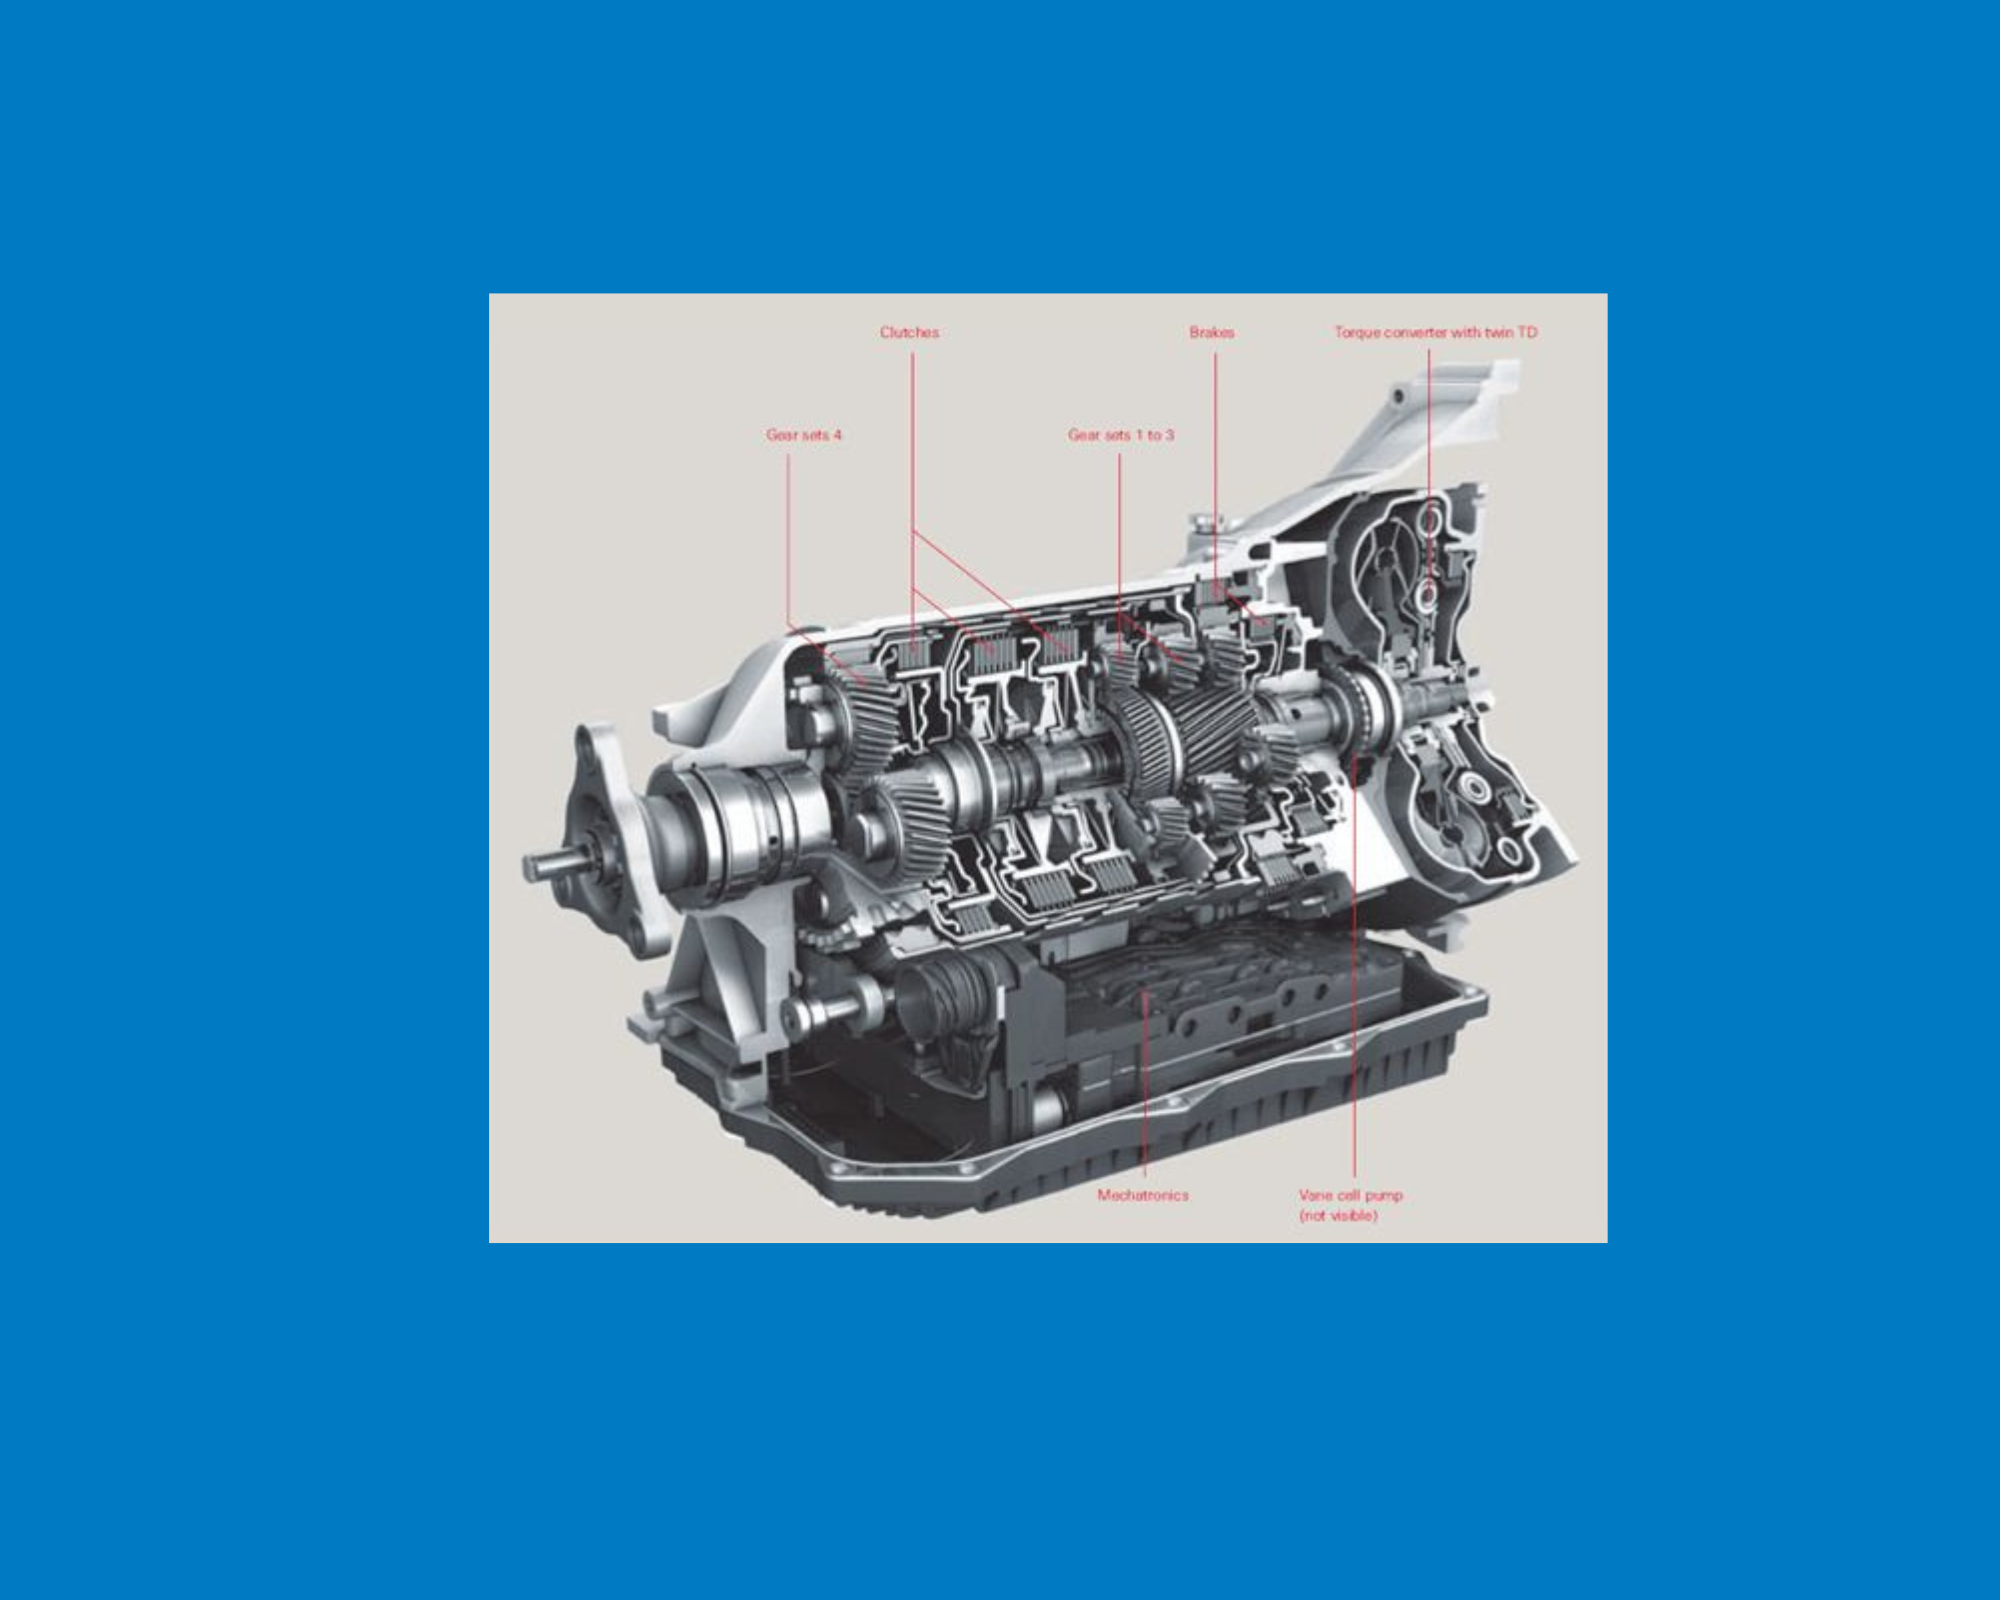 Clutches
Brakes
Torque converter with twin TD
Gear sets 4
Gear sets 1 to 3
Mechatronics
Vane cell pump
(not visible)